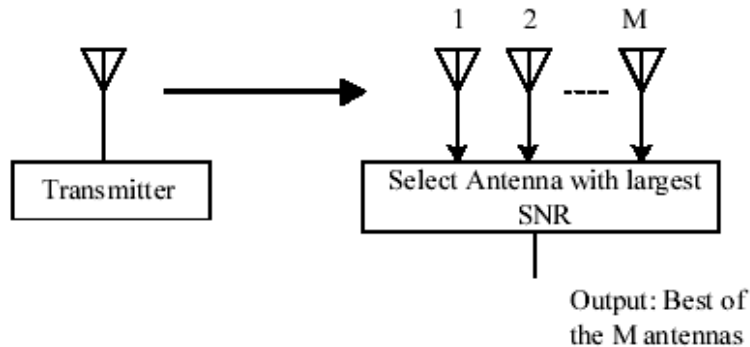 1 2 M
Transmitter
Select Antenna with largest
SNR
Output: Best of
the M antennas